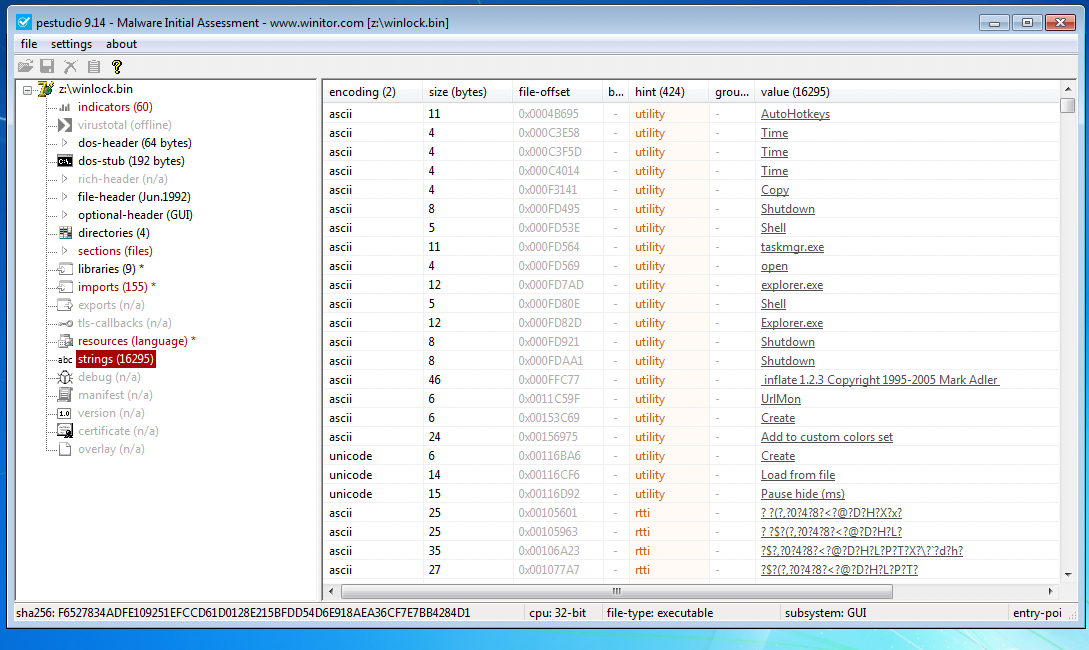 pestudio 9.14 - Malware Initial Assessment - www.winitor.com [z:\winlock.bin]
file settings about
z:\winlock.bin
indicators (60)
virustotal (offline)
dos-header (64 bytes)
dos-stub (192 bytes)
rich-header (n/a)
file-header (Jun.1992)
optional-header (GUI)
directories (4)
sections (files)
libraries (9) *
imports (155) *
exports (n/a)
tls-callbacks (n/a)
resources (language) *
abc strings (16295)
debug (n/a)
manifest (n/a)
1.0 version (n/a)
certificate (n/a)
overlay (n/a)
encoding (2) size (bytes) file-offset b... hint (424) grou... value (16295)
ascii 11 0x0004B695 - utility - AutoHotkeys
ascii 4 0x000C3E58 - utility - Time
ascii 4 0x000C3F5D - utility - Time
ascii 4 0x000C4014 - utility - Time
ascii 4 0x000F3141 - utility - Copy
ascii 8 0x000FD495 - utility - Shutdown
ascii 5 0x000FD53E - utility - Shell
ascii 11 0x000FD564 - utility - taskmgr.exe
ascii 4 0x000FD569 - utility - open
ascii 12 0x000FD7AD - utility - explorer.exe
ascii 5 0x000FD80E - utility - Shell
ascii 12 0x000FD82D - utility - Explorer.exe
ascii 8 0x000FD921 - utility - Shutdown
ascii 8 0x000FDAA1 - utility - Shutdown
ascii 46 0x000FFC77 - utility - inflate 1.2.3 Copyright 1995-2005 Mark Adler
ascii 6 0x0011C59F - utility - UrlMon
ascii 6 0x00153C69 - utility - Create
ascii 24 0x00156975 - utility - Add to custom colors set
unicode 6 0x00116BA6 - utility - Create
unicode 14 0x00116CF6 - utility - Load from file
unicode 15 0x00116D92 - utility - Pause hide (ms)
ascii 25 0x00105601 - rtti - ? ?(?,?0?4?8?<?@?D?H?X?x?
ascii 25 0x00105963 - rtti - ? ?$?(?,?0?4?8?<?@?D?H?L?
ascii 35 0x00106A23 - rtti - ?$?,?0?4?8?<?@?D?H?L?P?T?X?\?`?d?h?
ascii 27 0x001077A7 - rtti - ?$?(?,?0?4?8?<?@?D?H?L?P?T?
sha256: F6527834ADFE109251EFCCD61D0128E215BFDD54D6E918AEA36CF7E7BB4284D1 cpu: 32-bit file-type: executable subsystem: GUI entry-poi